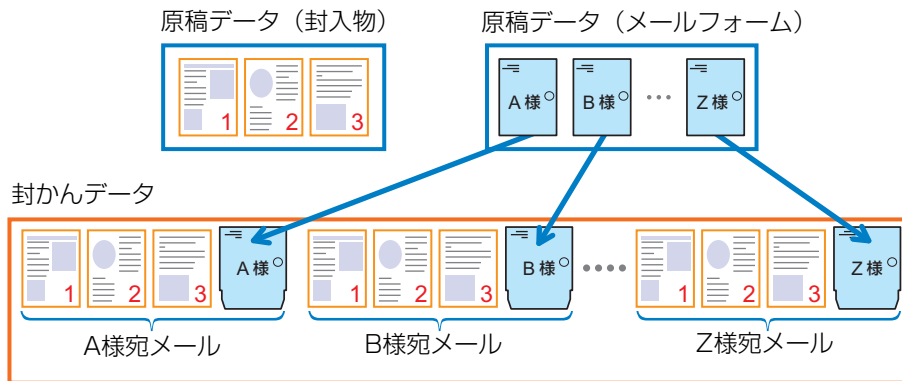 原稿データ（封入物）
原稿データ（メールフォーム）
1
2
3
A様
B様
Z様
封かんデータ
1
2
3
A様
1
2
3
B様
1
2
3
Z様
A様宛メール
B様宛メール
Z様宛メール